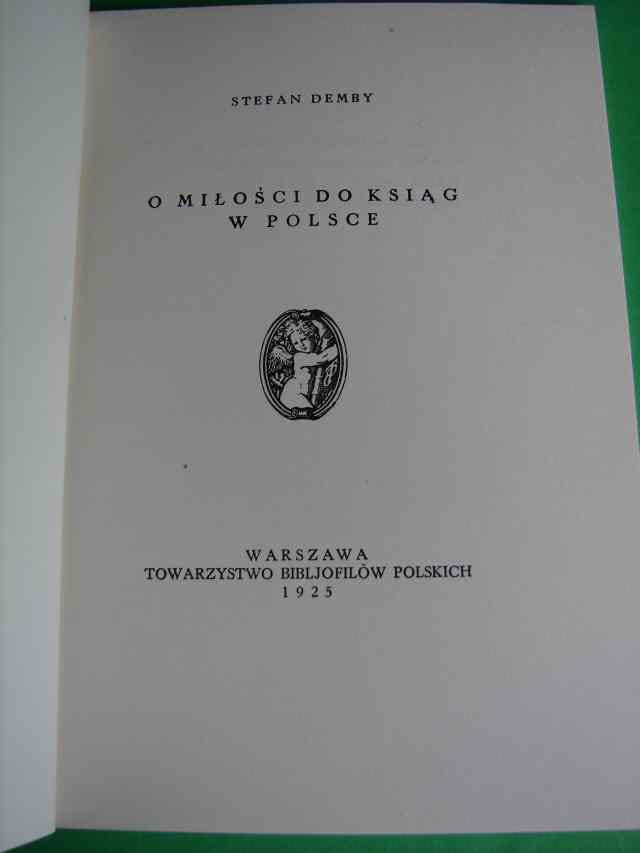 STEFAN DEMBY
O MIŁOŚCI DO KSIĄG
W POLSCE
WARSZAWA
TOWARZYSTWO BIBLJOFILÓW POLSKICH
1925